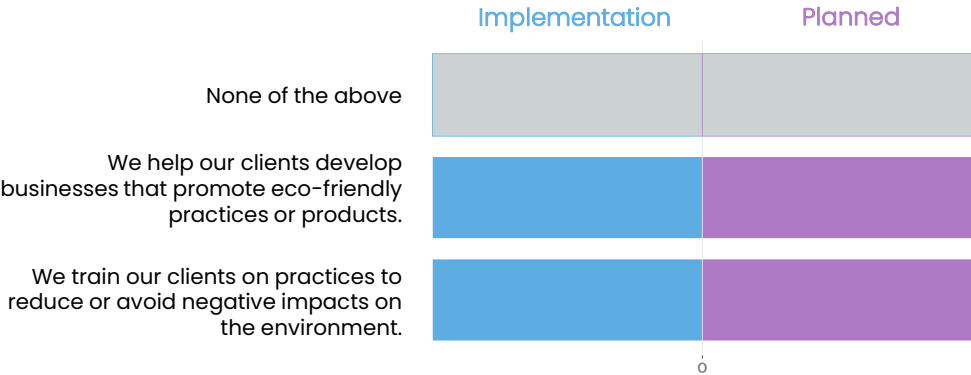 Implementation
Planned
None of the above
We help our clients develop
businesses that promote eco-friendly
practices or products.
We train our clients on practices to
reduce or avoid negative impacts on
the environment.
0